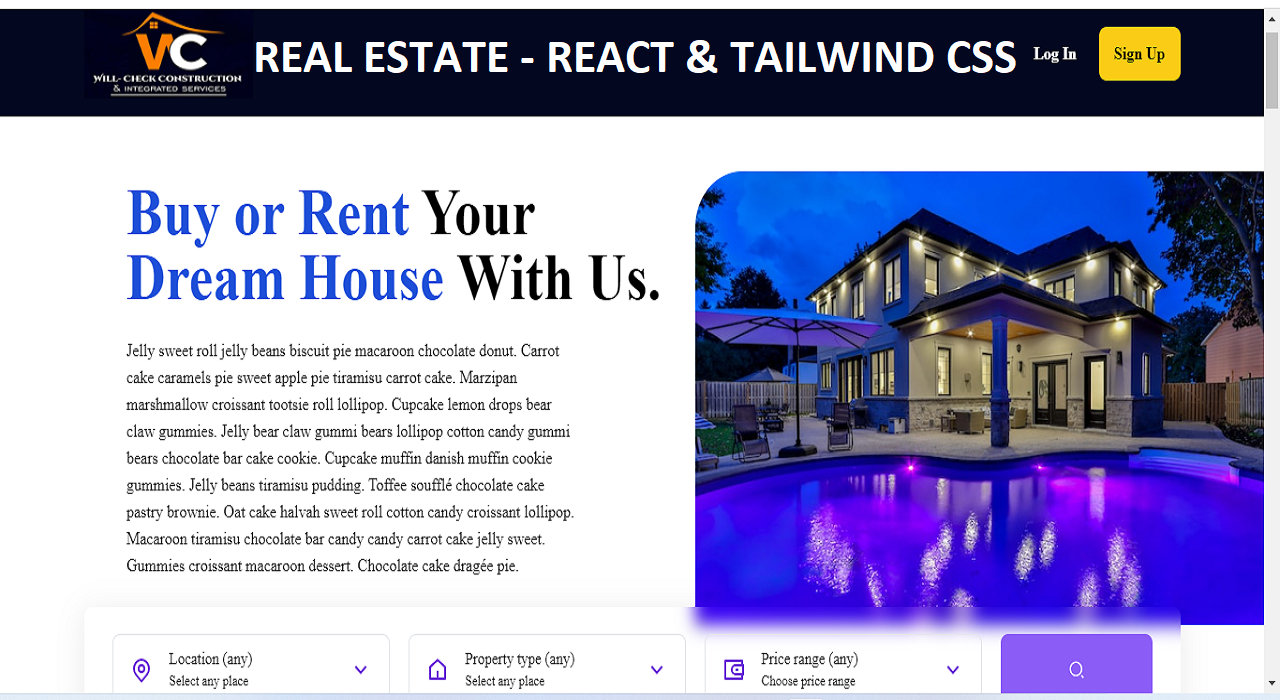 VC
WILL-CHECK CONSTRUCTION
& INTEGRATED SERVICES
REAL ESTATE - REACT & TAILWIND CSS
Log In
Sign Up
Buy or Rent Your
Dream House With Us.
Jelly sweet roll jelly beans biscuit pie macaroon chocolate donut. Carrot
cake caramels pie sweet apple pie tiramisu carrot cake. Marzipan
marshmallow croissant tootsie roll lollipop. Cupcake lemon drops bear
claw gummies. Jelly bear claw gummi bears lollipop cotton candy gummi
bears chocolate bar cake cookie. Cupcake muffin danish muffin cookie
gummies. Jelly beans tiramisu pudding. Toffee soufflé chocolate cake
pastry brownie. Oat cake halvah sweet roll cotton candy croissant lollipop.
Macaroon tiramisu chocolate bar candy candy carrot cake jelly sweet.
Gummies croissant macaroon dessert. Chocolate cake dragée pie.
Location (any)
Select any place
Property type (any)
Select any place
Price range (any)
Choose price range